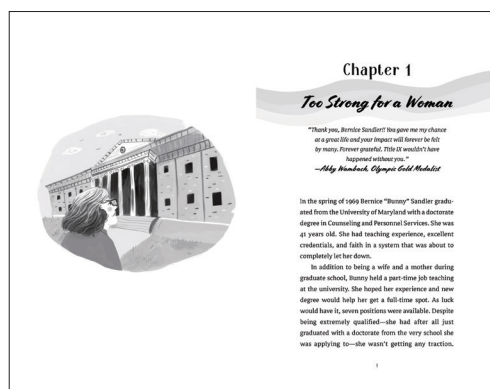 Chapter 1
Too Strong for a Woman
"Thank you, Bernice Sandler!! You gave me my chance
at a great life and your impact will forever be felt
by many. Forever grateful. Title IX wouldn't have
happened without you."
—Abby Wambach, Olympic Gold Medalist
In the spring of 1969 Bernice "Bunny" Sandler gradu-
ated from the University of Maryland with a doctorate
degree in Counseling and Personnel Services. She was
41 years old. She had teaching experience, excellent
credentials, and faith in a system that was about to
completely let her down.
In addition to being a wife and a mother during
graduate school, Bunny held a part-time job teaching
at the university. She hoped her experience and new
degree would help her get a full-time spot. As luck
would have it, seven positions were available. Despite
being extremely qualified—she had after all just
graduated with a doctorate from the very school she
was applying to—she wasn't getting any traction.
1